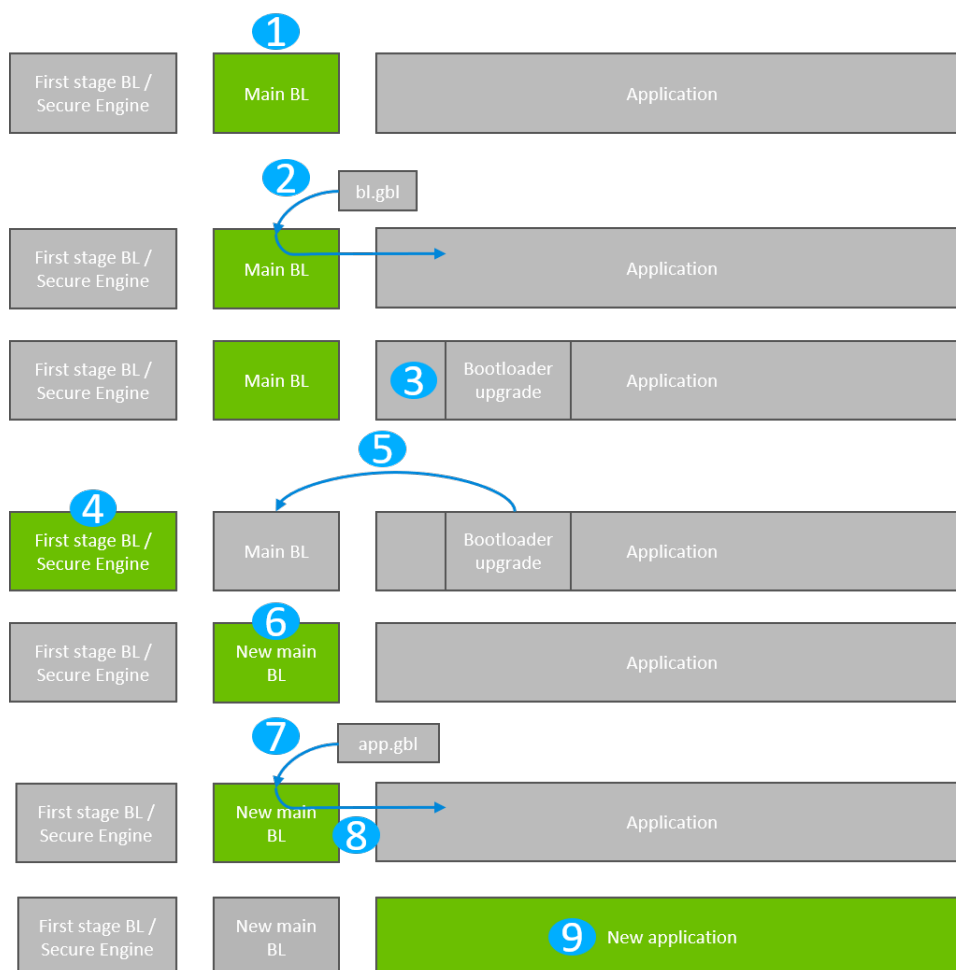 1
First stage BL /
Secure Engine
Main BL
Application
2
bl.gbl
First stage BL /
Secure Engine
Main BL
Application
First stage BL /
Secure Engine
Main BL
3
Bootloader
upgrade
Application
5
4
First stage BL /
Secure Engine
Main BL
Bootloader
upgrade
Application
6
First stage BL /
Secure Engine
New main
BL
Application
7
app.gbl
First stage BL /
Secure Engine
New main
BL
8
Application
First stage BL /
Secure Engine
New main
BL
9
New application